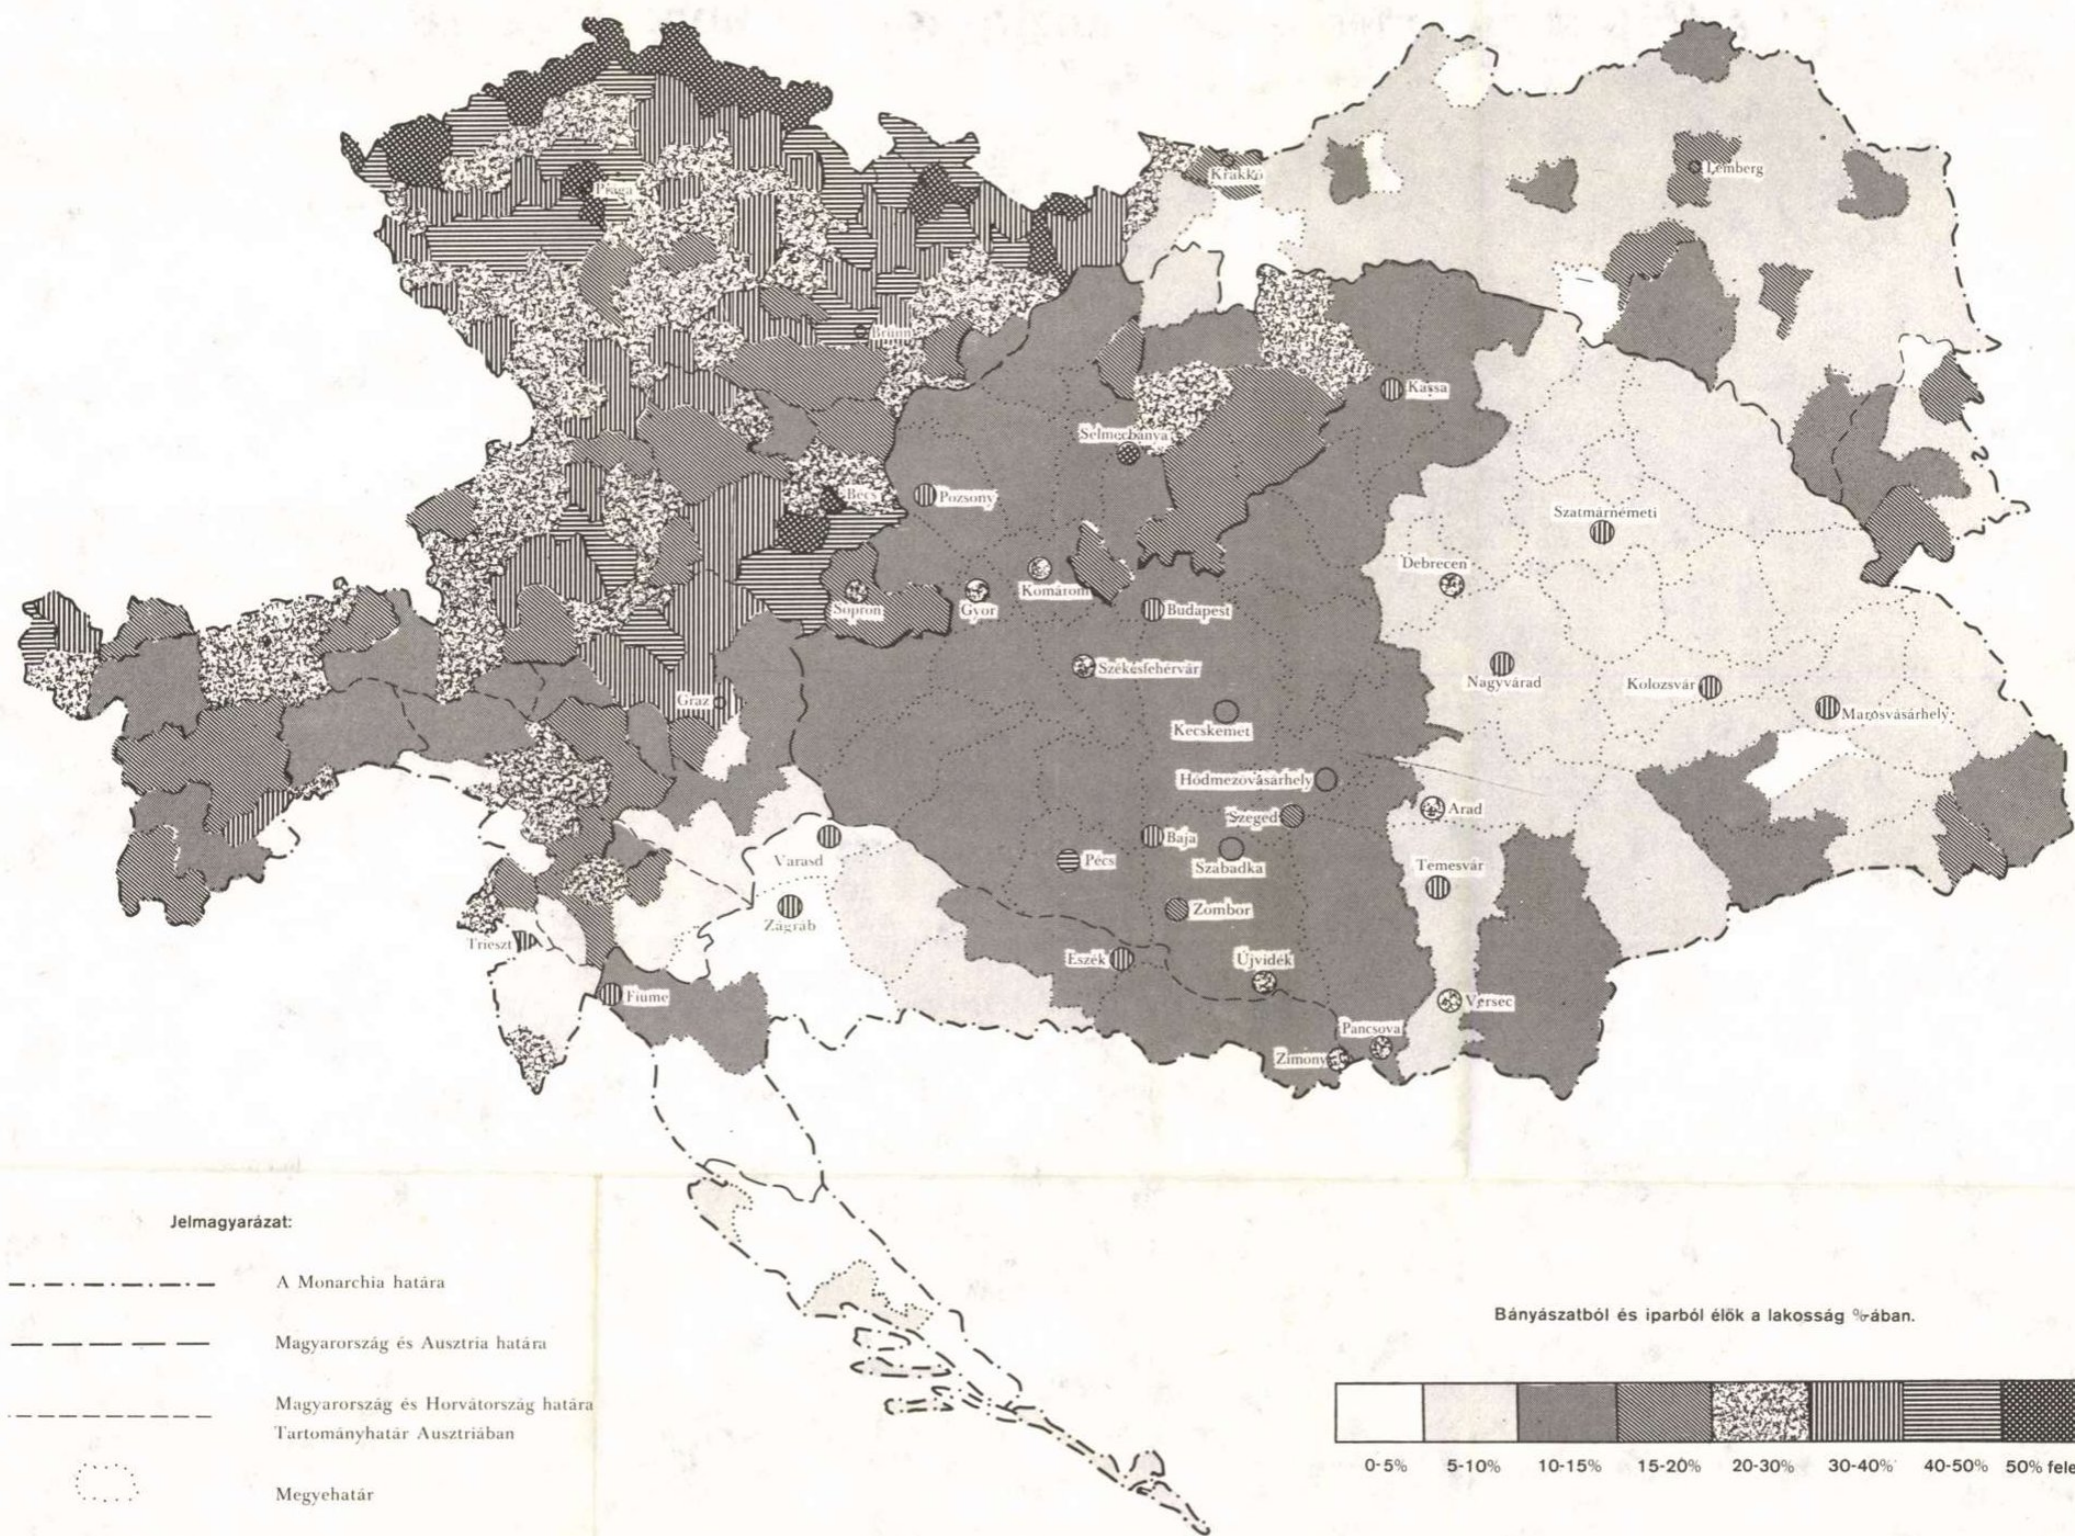 Krakkó
Lemberg
Prága
Brünn
Kassa
Selmecbánya
Bécs
Pozsony
Szatmárnémeti
Debrecen
Komárom
Sopron
Győr
Budapest
Székesfehérvár
Nagyvárad
Kolozsvár
Graz
Marosvásárhely
Kecskemét
Hódmezővásárhely
Szeged
Arad
Varasd
Pécs
Baja
Szabadka
Temesvár
Zágráb
Zombor
Trieszt
Eszék
Újvidék
Fiume
Versec
Pancsova
Zimony
Jelmagyarázat:
A Monarchia határa
Magyarország és Ausztria határa
Magyarország és Horvátország határa
Tartományhatár Ausztriában
Megyehatár
Bányászatból és iparból élők a lakosság %-ában.
0-5% 5-10% 10-15% 15-20% 20-30% 30-40% 40-50% 50% fele